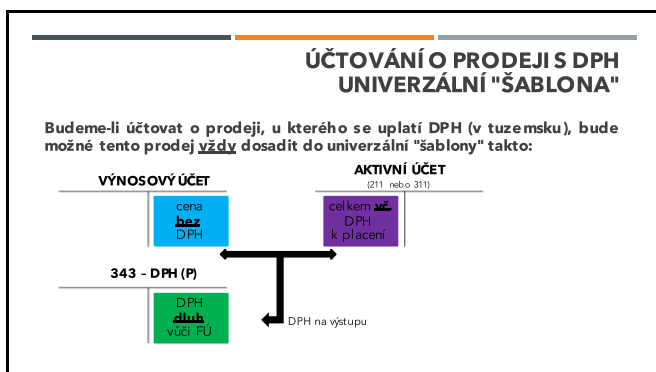 ÚČTOVÁNÍ O PRODEJI S DPH
UNIVERZÁLNÍ "ŠABLONA"
Budeme-li účtovat o prodeji, u kterého se uplatí DPH (v tuzemsku), bude
možné tento prodej vždy dosadit do univerzální "šablony" takto:
VÝNOSOVÝ ÚČET
AKTIVNÍ ÚČET
(211 nebo 311)
cena
bez
DPH
celkem vč.
DPH
k placení
343 – DPH (P)
DPH
dluh
vůči FÚ
DPH na výstupu